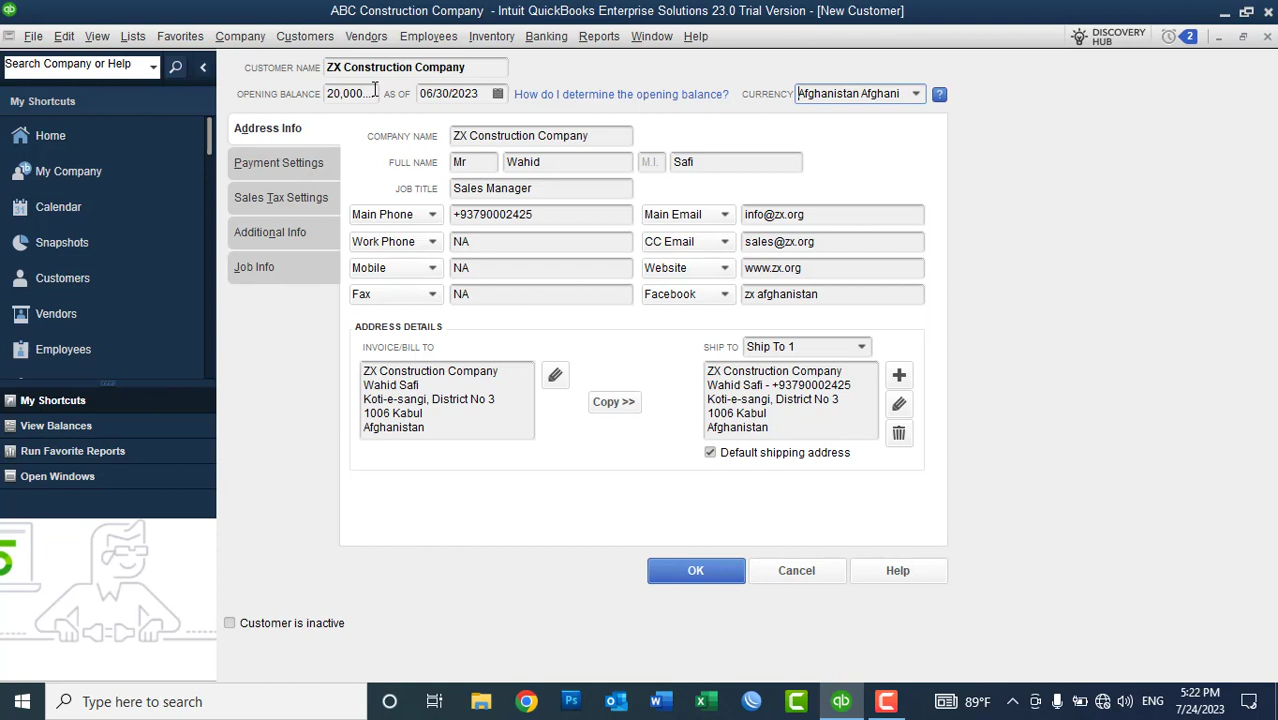 ABC Construction Company - Intuit QuickBooks Enterprise Solutions 23.0 Trial Version - [New Customer]
File Edit View Lists Favorites Company Customers Vendors Employees Inventory Banking Reports Window Help
DISCOVERY
HUB
2
Search Company or Help
My Shortcuts
Home
My Company
Calendar
Snapshots
Customers
Vendors
Employees
My Shortcuts
View Balances
Run Favorite Reports
Open Windows
CUSTOMER NAME ZX Construction Company
OPENING BALANCE 20,000.... AS OF 06/30/2023 How do I determine the opening balance? CURRENCY Afghanistan Afghani ?
Address Info
Payment Settings
Sales Tax Settings
Additional Info
Job Info
COMPANY NAME ZX Construction Company
FULL NAME Mr Wahid M.I. Safi
JOB TITLE Sales Manager
Main Phone +93790002425 Main Email info@zx.org
Work Phone NA CC Email sales@zx.org
Mobile NA Website www.zx.org
Fax NA Facebook zx afghanistan
ADDRESS DETAILS
INVOICE/BILL TO
ZX Construction Company
Wahid Safi
Koti-e-sangi, District No 3
1006 Kabul
Afghanistan
Copy >>
SHIP TO Ship To 1
ZX Construction Company
Wahid Safi - +93790002425
Koti-e-sangi, District No 3
1006 Kabul
Afghanistan
Default shipping address
OK Cancel Help
Customer is inactive
Type here to search
Ps
qb
89°F
ENG
5:22 PM
7/24/2023